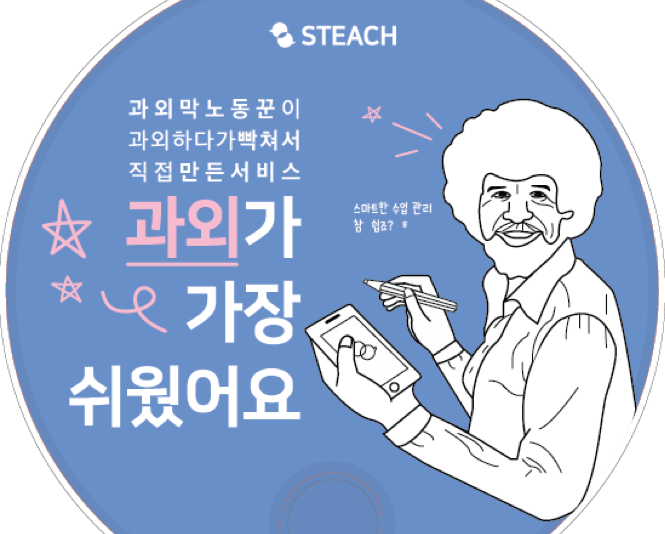 STEACH
과외막노동꾼이
과외하다가빡쳐서
직접만든서비스
과외가
가장
쉬웠어요
스마트한 수업 관리
참 쉽죠?